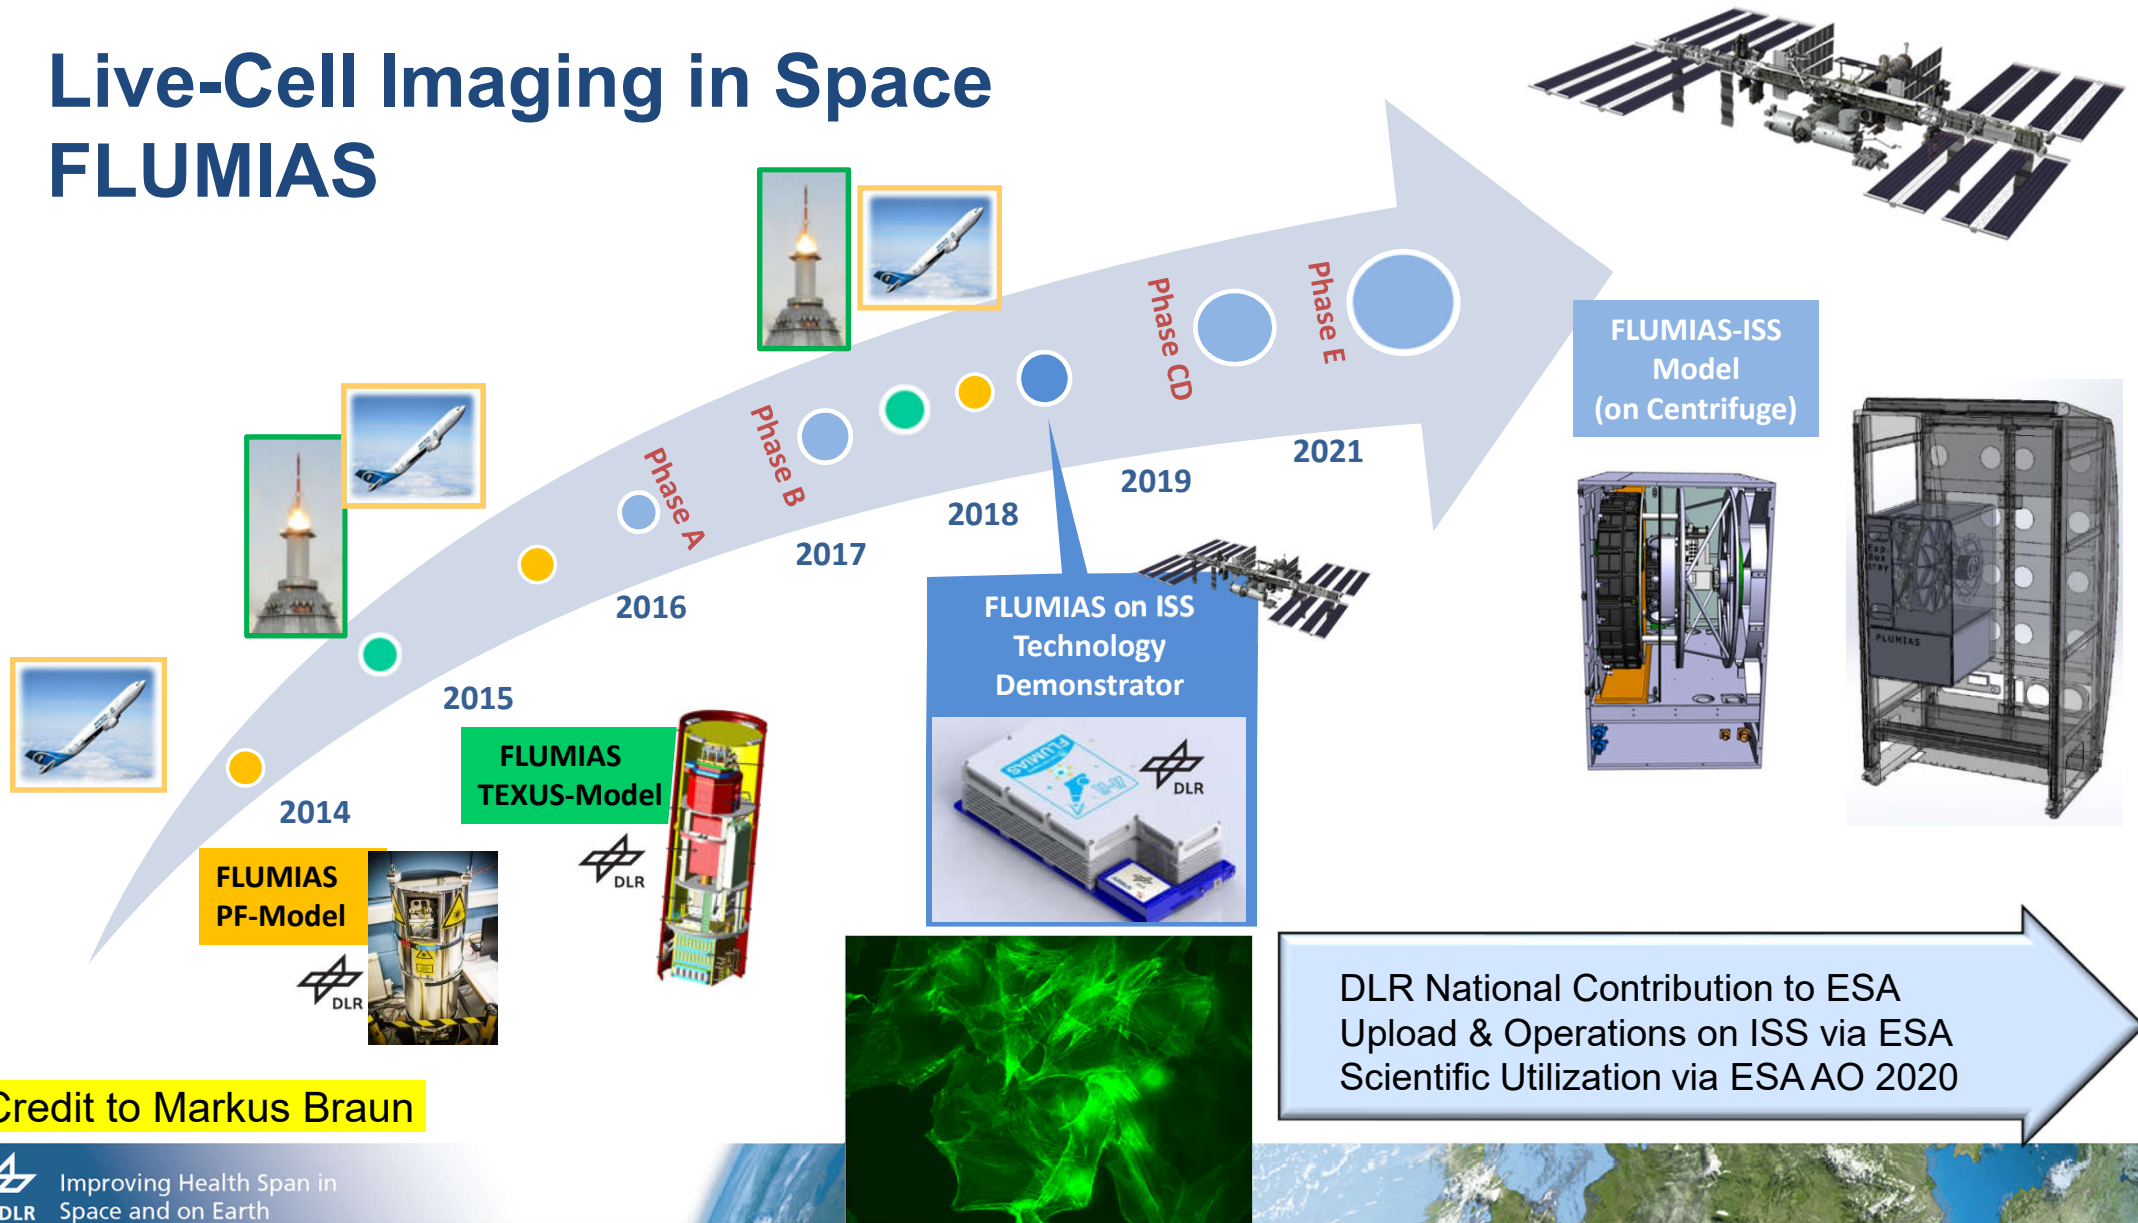 Live-Cell Imaging in Space
FLUMIAS
Phase A
Phase B
Phase CD
Phase E
2014
2015
2016
2017
2018
2019
2021
FLUMIAS
PF-Model
DLR
FLUMIAS
TEXUS-Model
DLR
FLUMIAS on ISS
Technology
Demonstrator
FLUMIAS
DLR
FLUMIAS-ISS
Model
(on Centrifuge)
FLUMIAS
DLR National Contribution to ESA
Upload & Operations on ISS via ESA
Scientific Utilization via ESA AO 2020
Credit to Markus Braun
DLR
Improving Health Span in
Space and on Earth